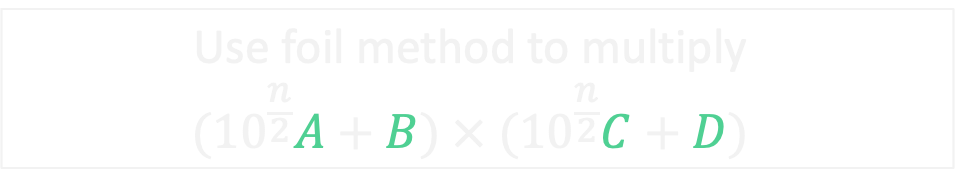 Use foil method to multiply
(10^{n/2}A + B) × (10^{n/2}C + D)